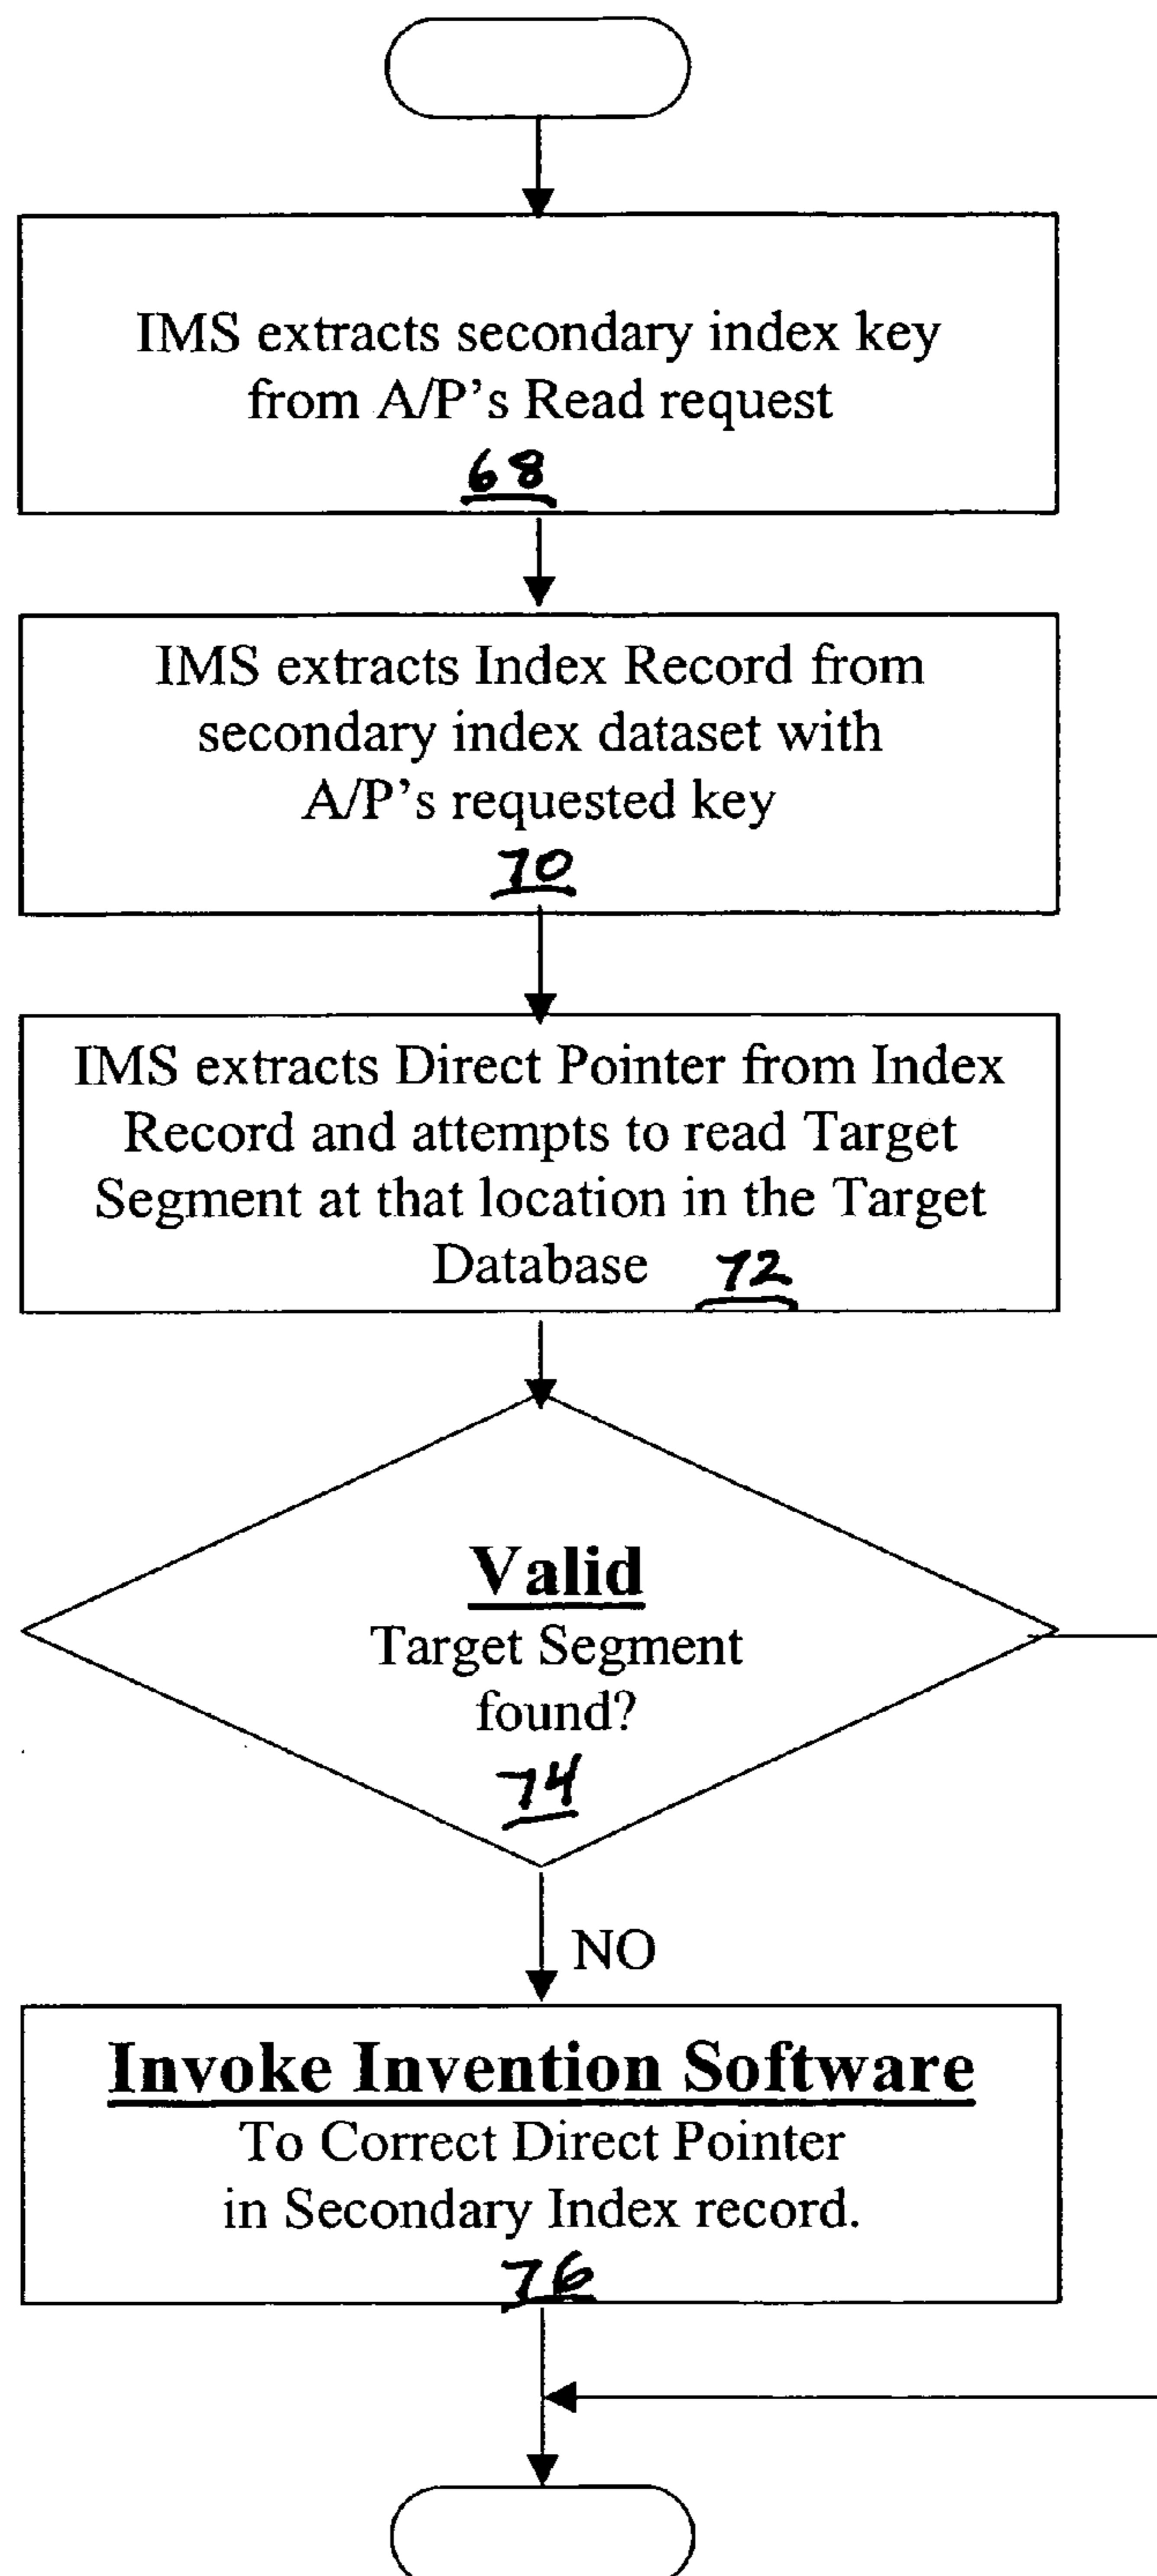 IMS extracts secondary index key
from A/P's Read request
68
IMS extracts Index Record from
secondary index dataset with
A/P's requested key
70
IMS extracts Direct Pointer from Index
Record and attempts to read Target
Segment at that location in the Target
Database 72
Valid
Target Segment
found?
74
NO
Invoke Invention Software
To Correct Direct Pointer
in Secondary Index record.
76